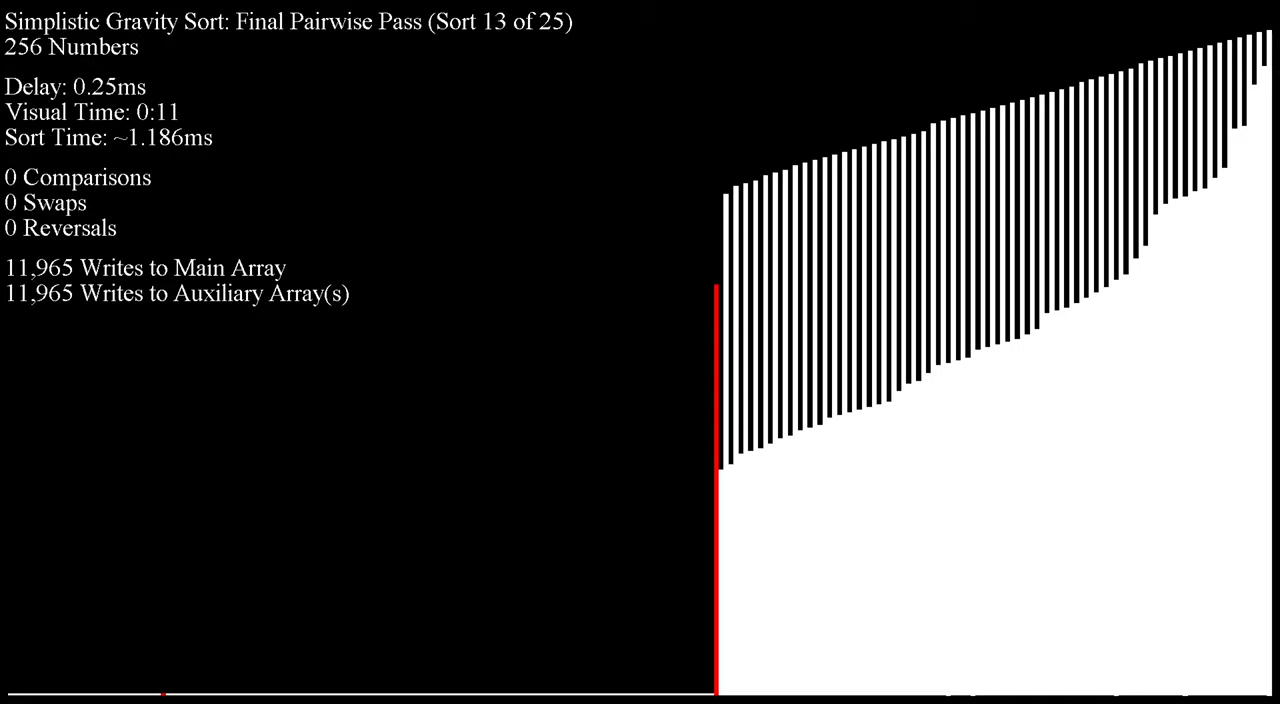 Simplistic Gravity Sort: Final Pairwise Pass (Sort 13 of 25)
256 Numbers
Delay: 0.25ms
Visual Time: 0:11
Sort Time: ~1.186ms
0 Comparisons
0 Swaps
0 Reversals
11,965 Writes to Main Array
11,965 Writes to Auxiliary Array(s)